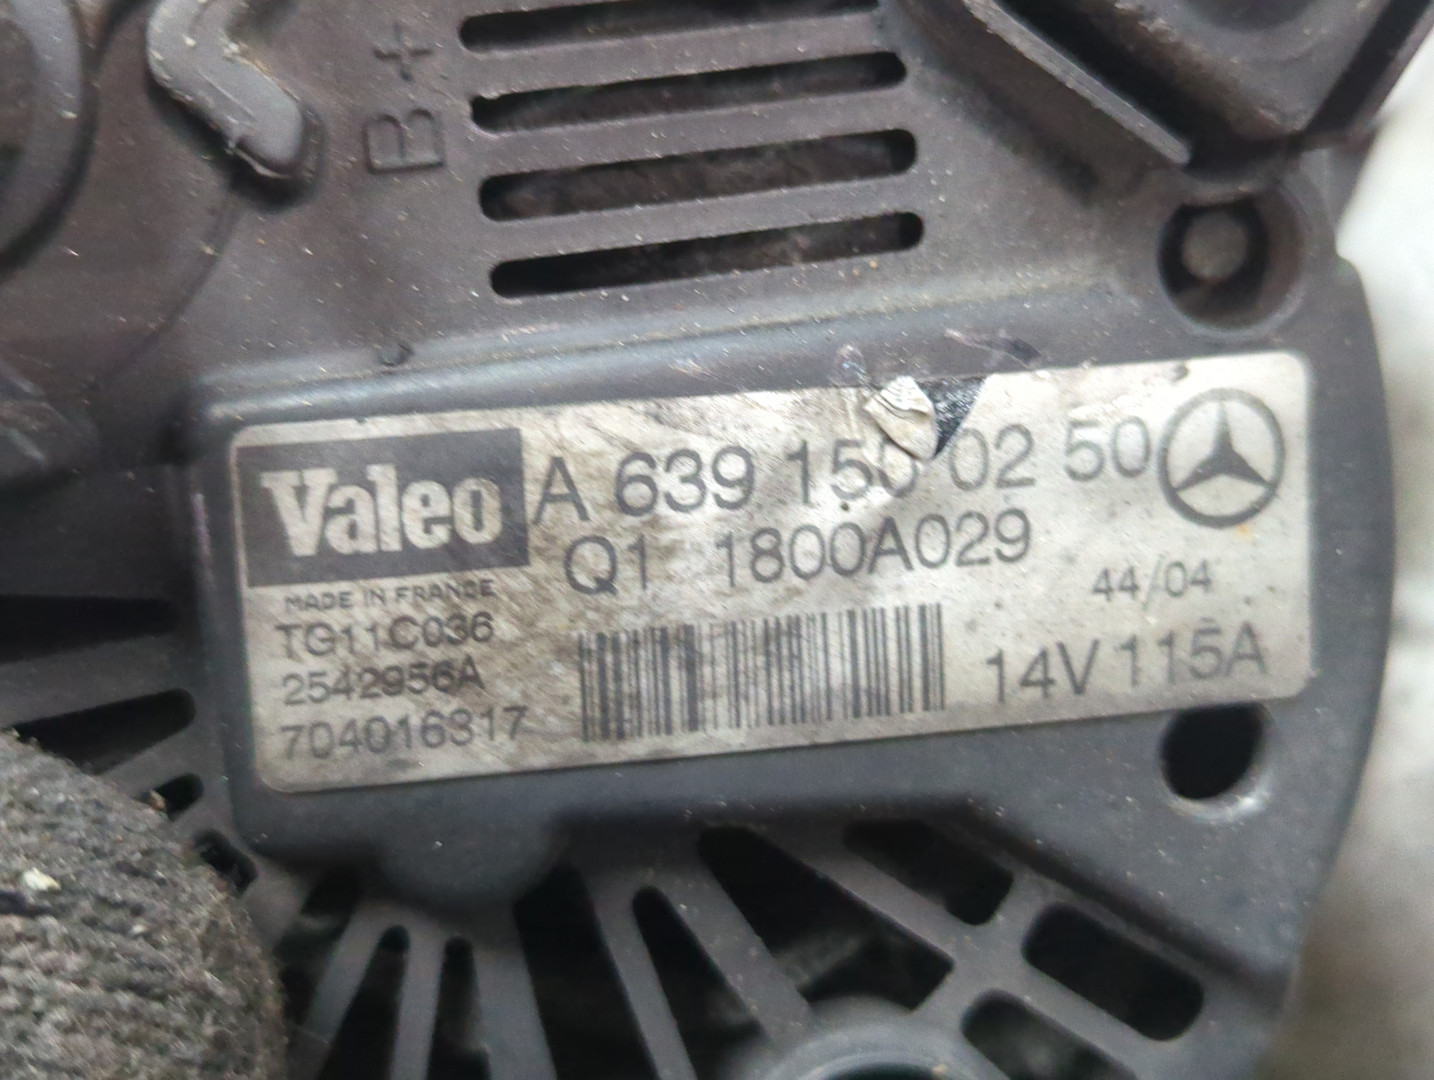 B+
Valeo
A 639 150 02 50
Q1 1800A029
MADE IN FRANCE
44/04
TG11C036
2542956A
704016317
14V 115A